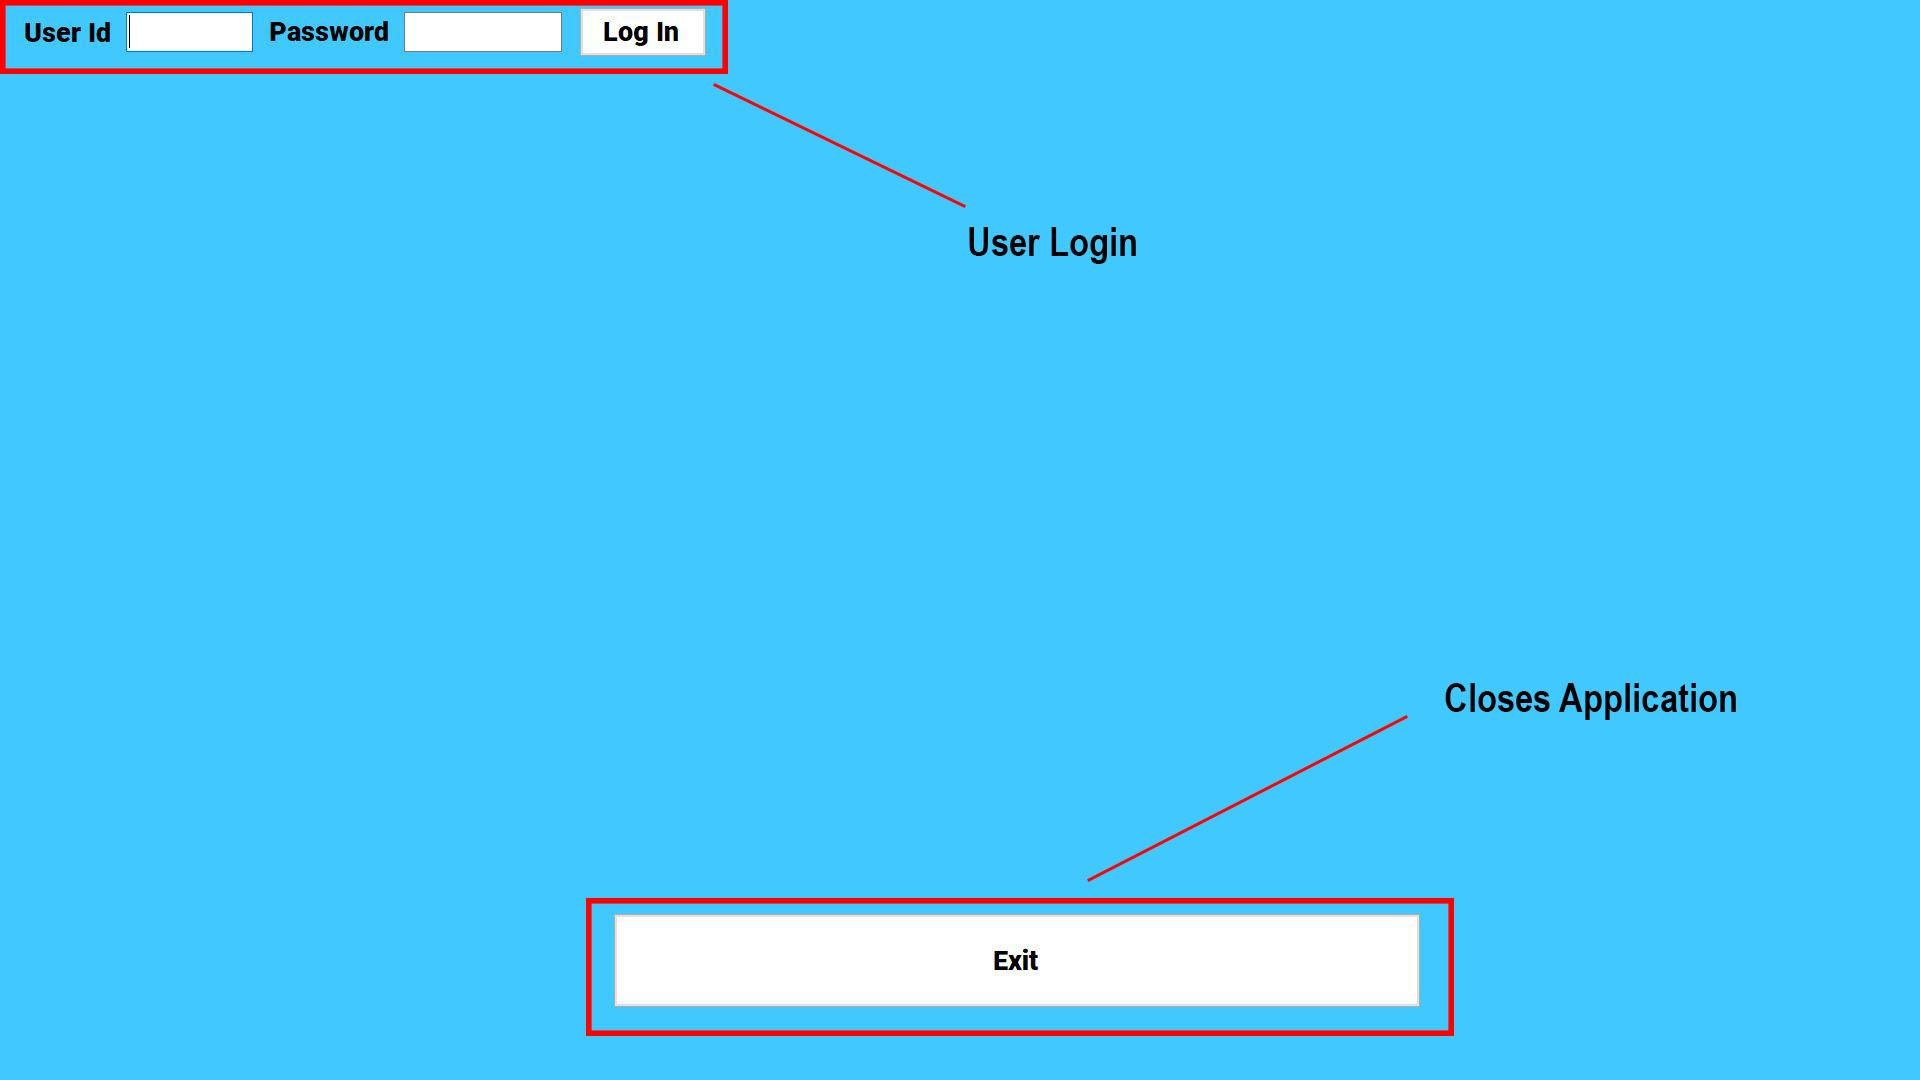 User Id Password Log In
User Login
Closes Application
Exit